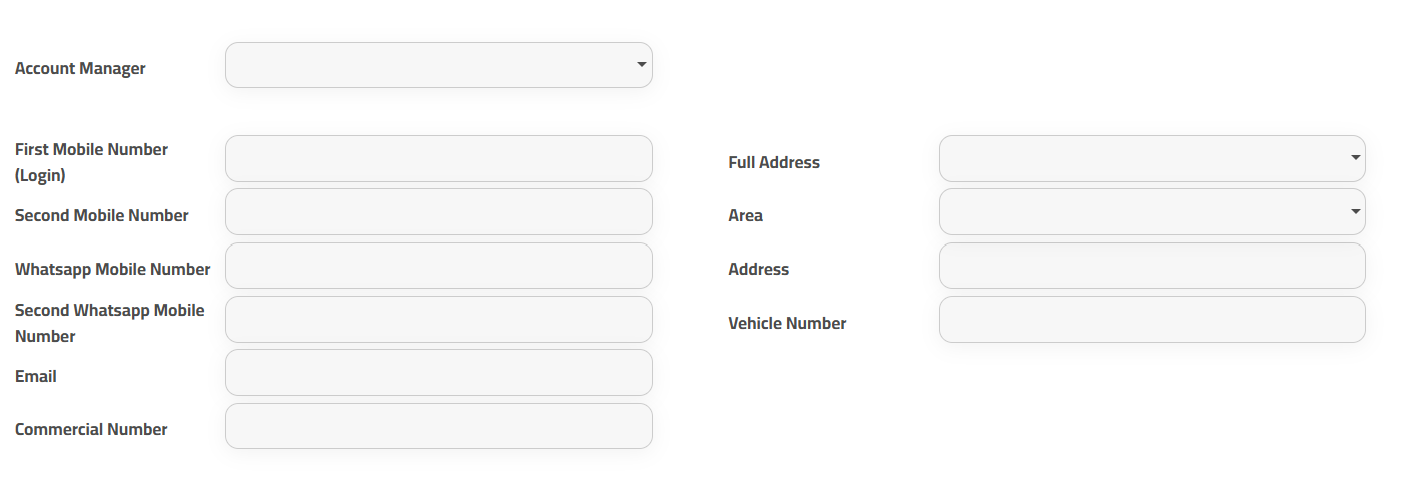 Account Manager
First Mobile Number
(Login)
Second Mobile Number
Whatsapp Mobile Number
Second Whatsapp Mobile
Number
Email
Commercial Number
Full Address
Area
Address
Vehicle Number